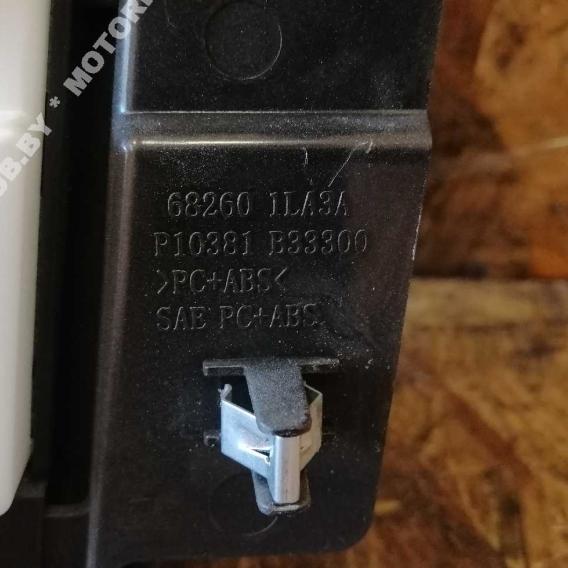 68260 1LA3A
P10381 B33300
>PC+ABS<
SAE PC+ABS